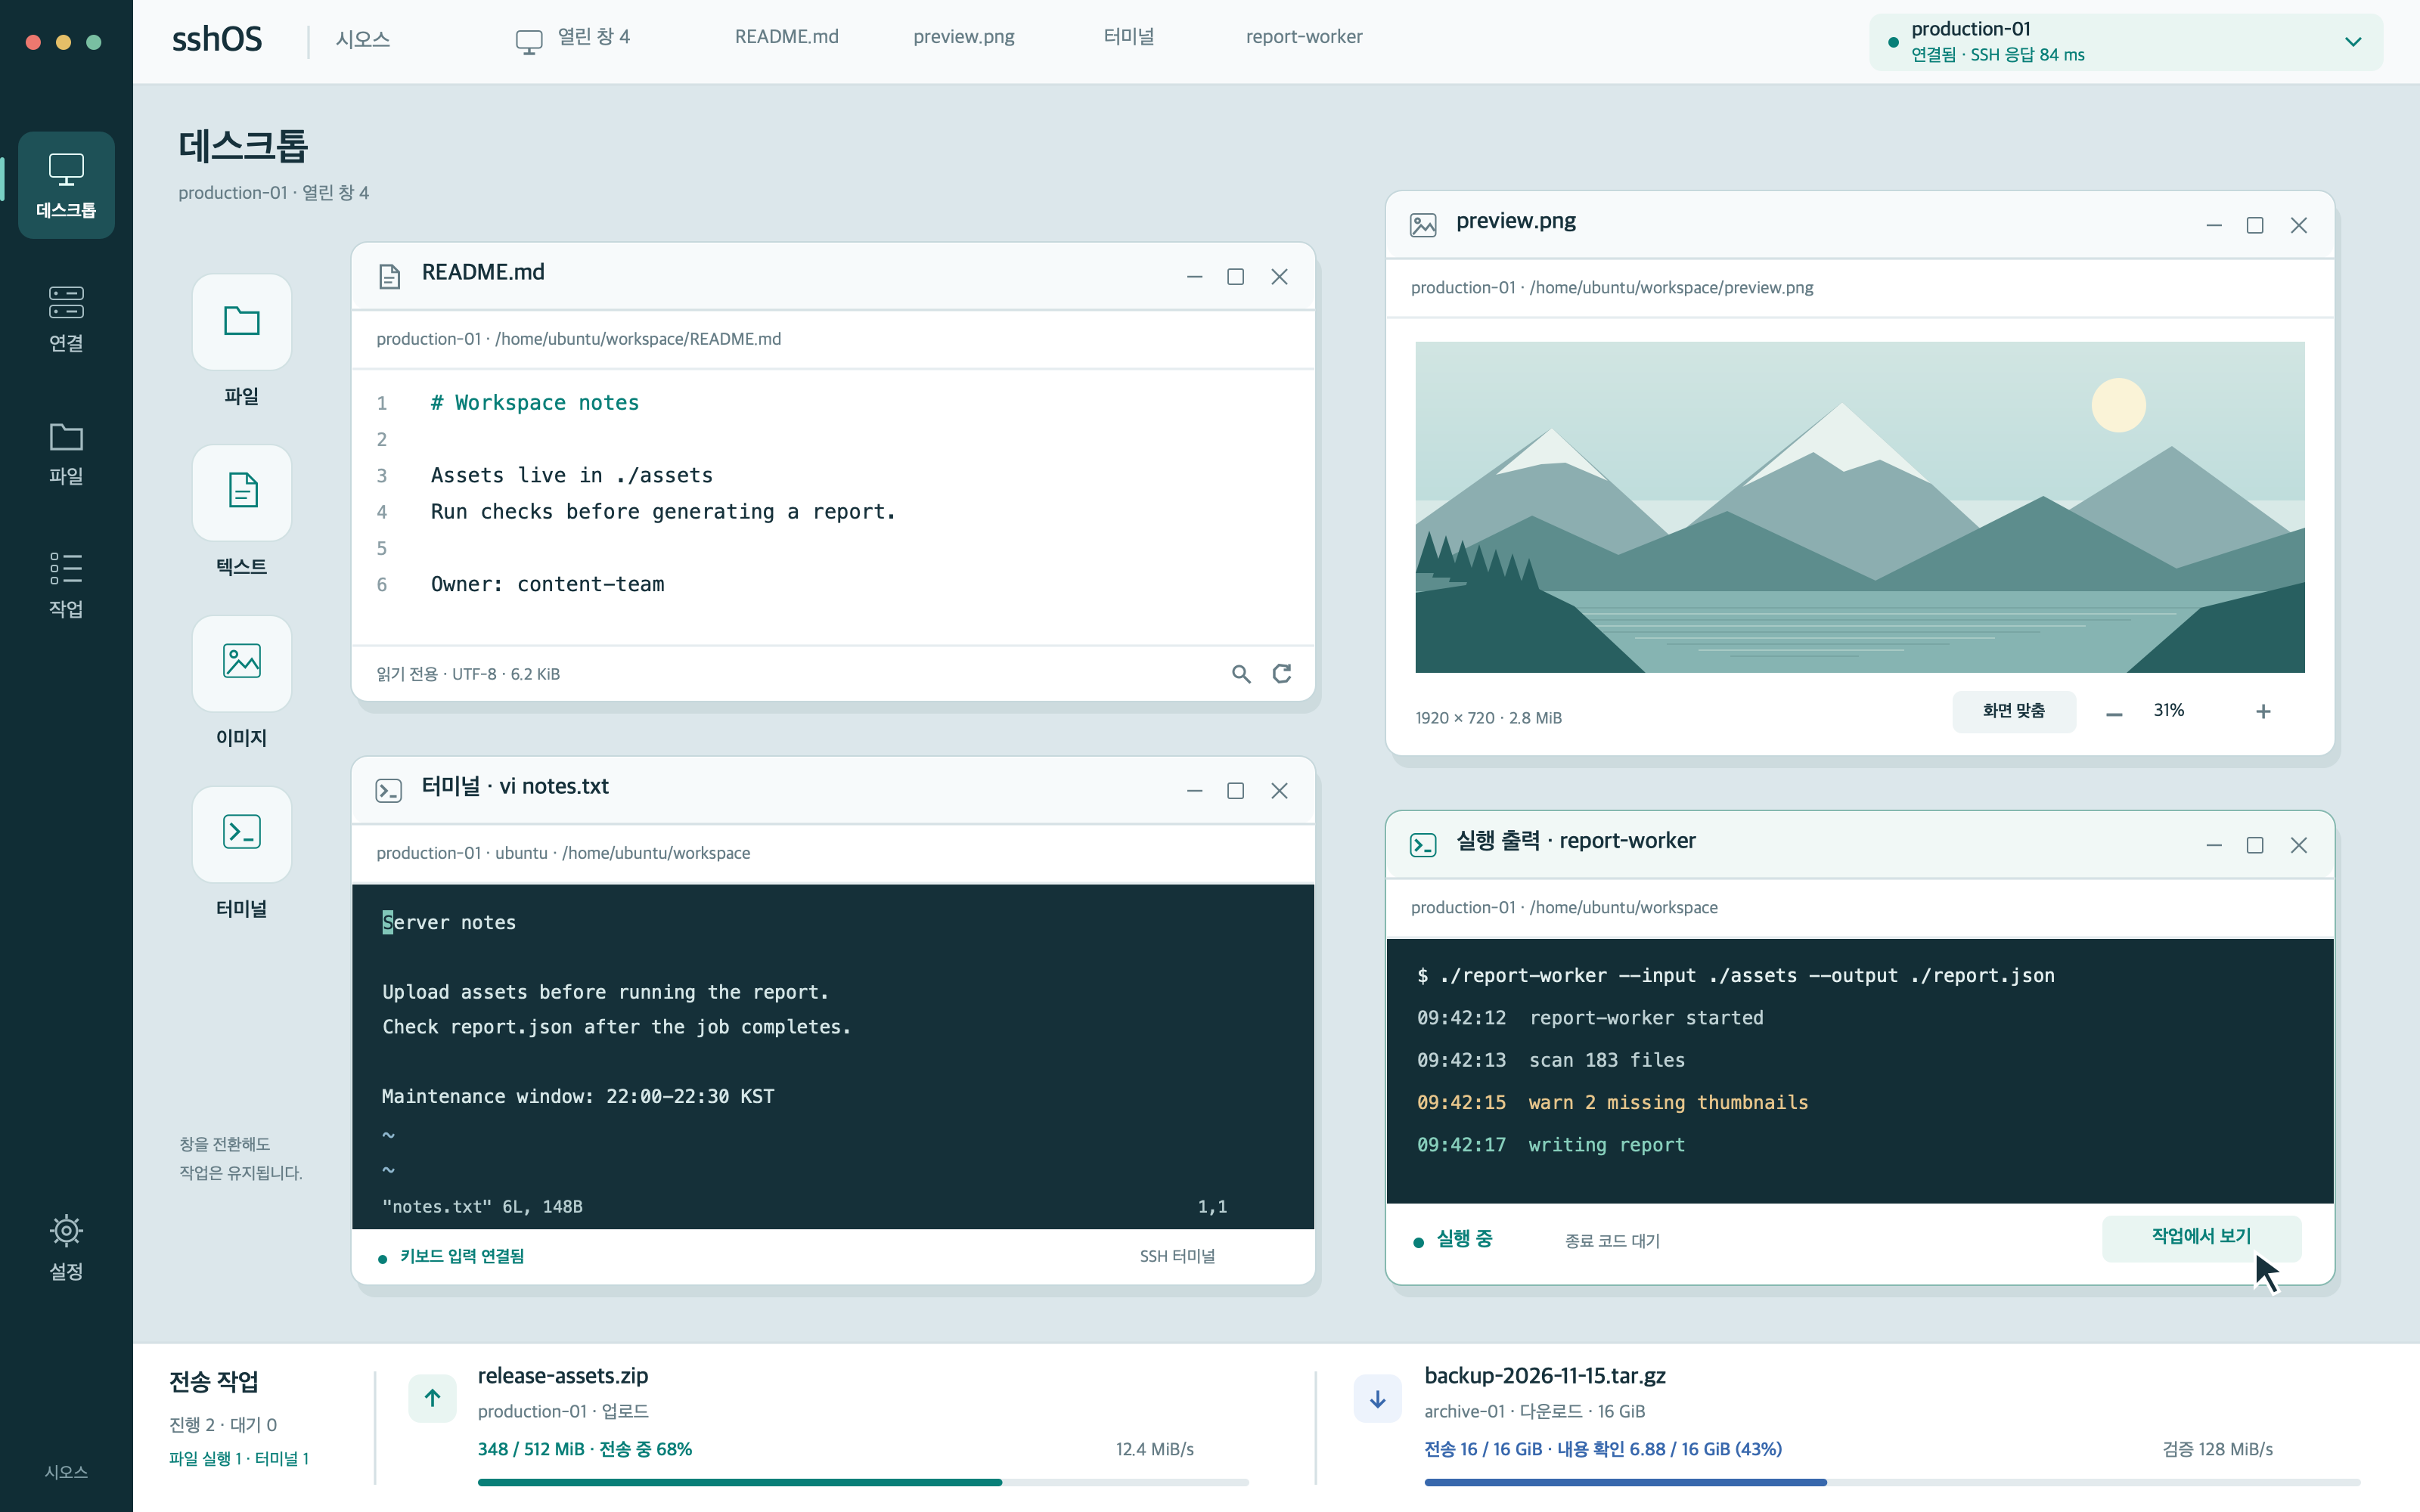 sshOS
시오스
열린 창 4
README.md
preview.png
터미널
report-worker
production-01
연결됨 · SSH 응답 84 ms
데스크톱
연결
파일
작업
설정
시오스
데스크톱
production-01 · 열린 창 4
파일
텍스트
이미지
터미널
창을 전환해도
작업은 유지됩니다.
README.md
production-01 · /home/ubuntu/workspace/README.md
1 # Workspace notes
2
3 Assets live in ./assets
4 Run checks before generating a report.
5
6 Owner: content-team
읽기 전용 · UTF-8 · 6.2 KiB
preview.png
production-01 · /home/ubuntu/workspace/preview.png
1920 × 720 · 2.8 MiB
화면 맞춤
— 31% +
터미널 · vi notes.txt
production-01 · ubuntu · /home/ubuntu/workspace
Server notes
Upload assets before running the report.
Check report.json after the job completes.
Maintenance window: 22:00-22:30 KST
~
~
"notes.txt" 6L, 148B 1,1
키보드 입력 연결됨
SSH 터미널
실행 출력 · report-worker
production-01 · /home/ubuntu/workspace
$ ./report-worker --input ./assets --output ./report.json
09:42:12 report-worker started
09:42:13 scan 183 files
09:42:15 warn 2 missing thumbnails
09:42:17 writing report
실행 중
종료 코드 대기
작업에서 보기
전송 작업
진행 2 · 대기 0
파일 실행 1 · 터미널 1
release-assets.zip
production-01 · 업로드
348 / 512 MiB · 전송 중 68%
12.4 MiB/s
backup-2026-11-15.tar.gz
archive-01 · 다운로드 · 16 GiB
전송 16 / 16 GiB · 내용 확인 6.88 / 16 GiB (43%)
검증 128 MiB/s